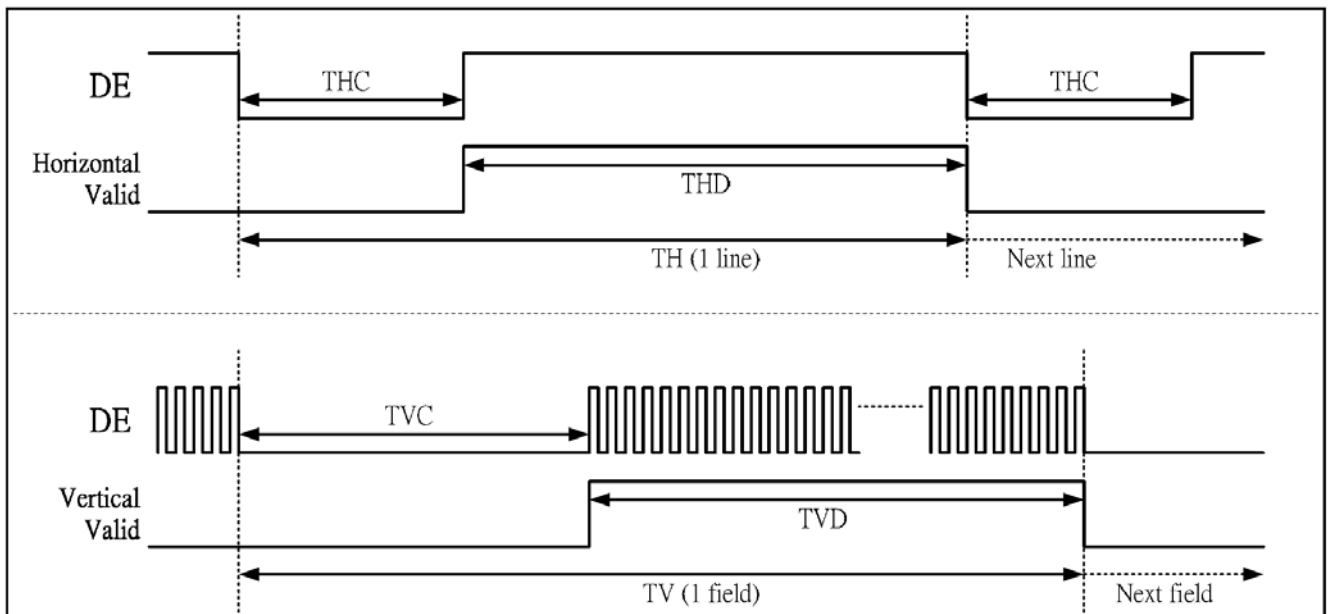 DE
THC
THC
Horizontal
Valid
THD
TH (1 line)
Next line
DE
TVC
Vertical
Valid
TVD
TV (1 field)
Next field